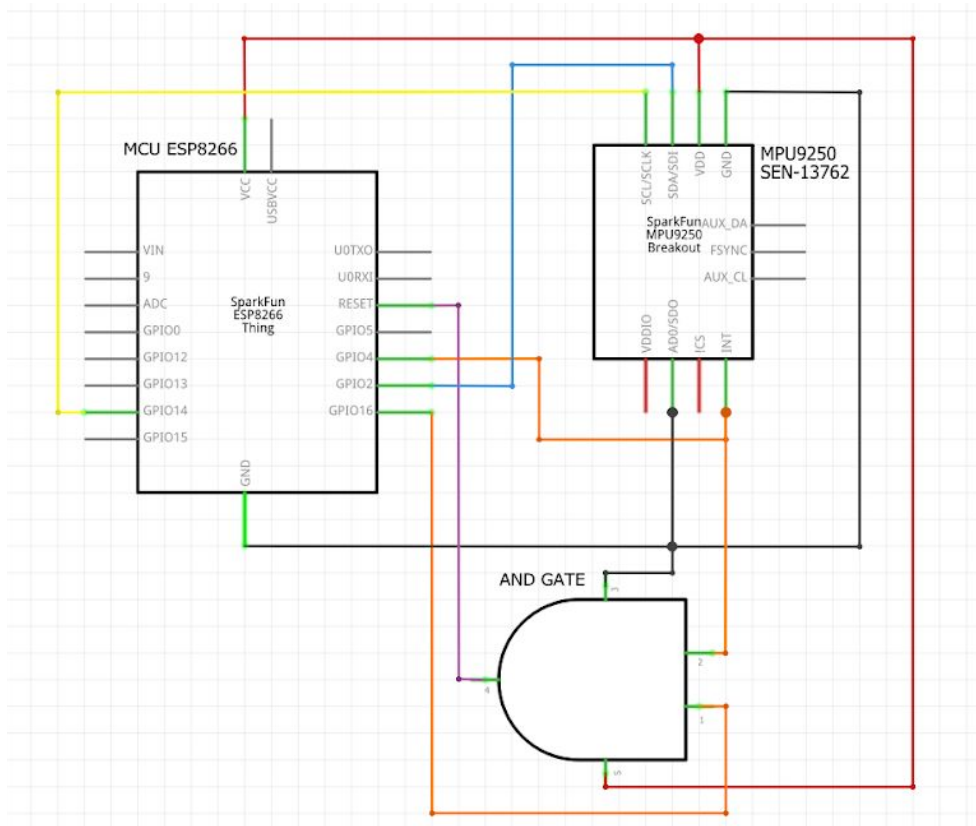 MCU ESP8266
VCC
USBVCC
VIN
9
ADC
GPIO0
GPIO12
GPIO13
GPIO14
GPIO15
GND
SparkFun
ESP8266
Thing
U0TXO
U0RXI
RESET
GPIO5
GPIO4
GPIO2
GPIO16
MPU9250
SEN-13762
SCL/SCLK
SDA/SDI
VDD
GND
SparkFun
MPU9250
Breakout
AUX_DA
FSYNC
AUX_CL
VDDIO
AD0/SDO
!CS
INT
AND GATE
3
2
4
1
5